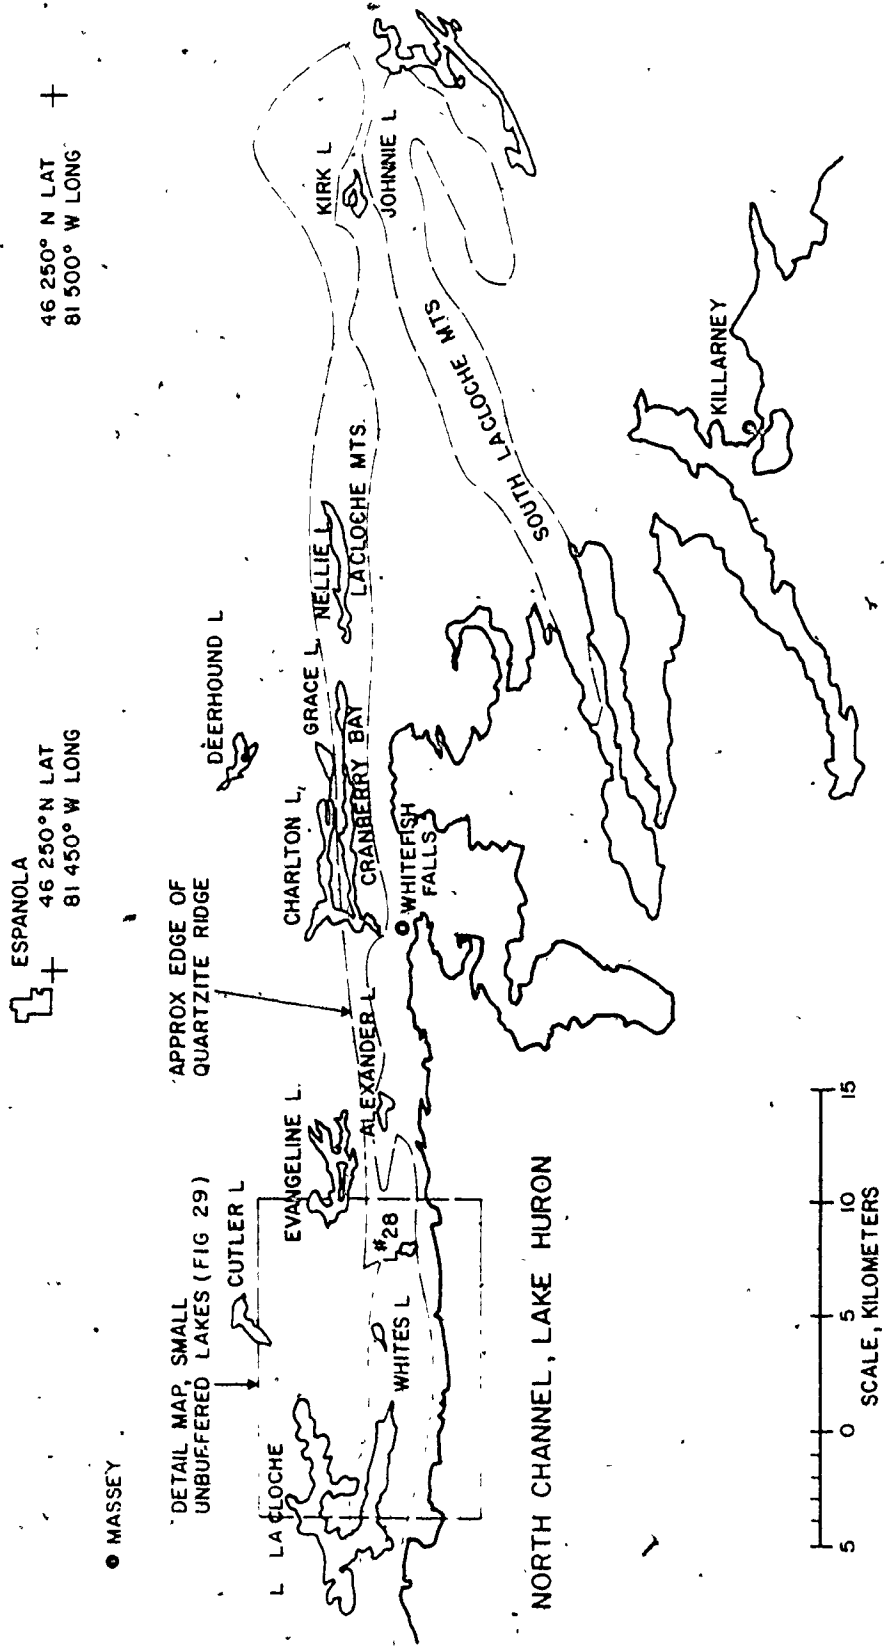 ESPANOLA
46 250° N LAT
81 450° W LONG
46 250° N LAT
81 500° W LONG
MASSEY
DETAIL MAP, SMALL
UNBUFFERED LAKES (FIG 29)
APPROX EDGE OF
QUARTZITE RIDGE
DEERHOUND L
CUTLER L
L LA CLOCHE
EVANGELINE L.
CHARLTON L.
GRACE L
NELLIE L
KIRK L
ALEXANDER L
CRANBERRY BAY
LACLOCHE MTS.
JOHNNIE L
L #28
WHITES L
WHITEFISH
FALLS
SOUTH LACLOCHE MTS
KILLARNEY
NORTH CHANNEL, LAKE HURON
5 0 5 10 15
SCALE, KILOMETERS